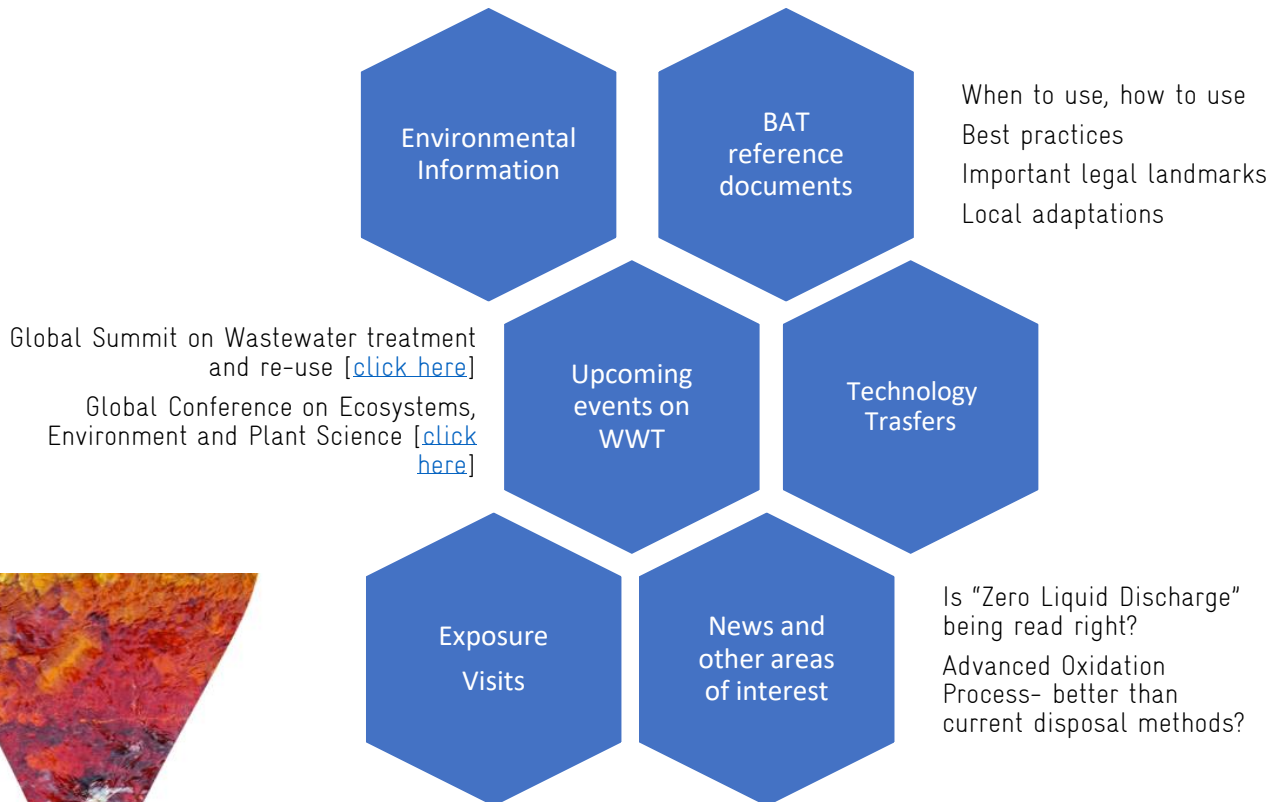 Environmental
Information
BAT
reference
documents
When to use, how to use
Best practices
Important legal landmarks
Local adaptations
Global Summit on Wastewater treatment
and re-use [click here]
Global Conference on Ecosystems,
Environment and Plant Science [click
here]
Upcoming
events on
WWT
Technology
Trasfers
Exposure
Visits
News and
other areas
of interest
Is "Zero Liquid Discharge"
being read right?
Advanced Oxidation
Process- better than
current disposal methods?